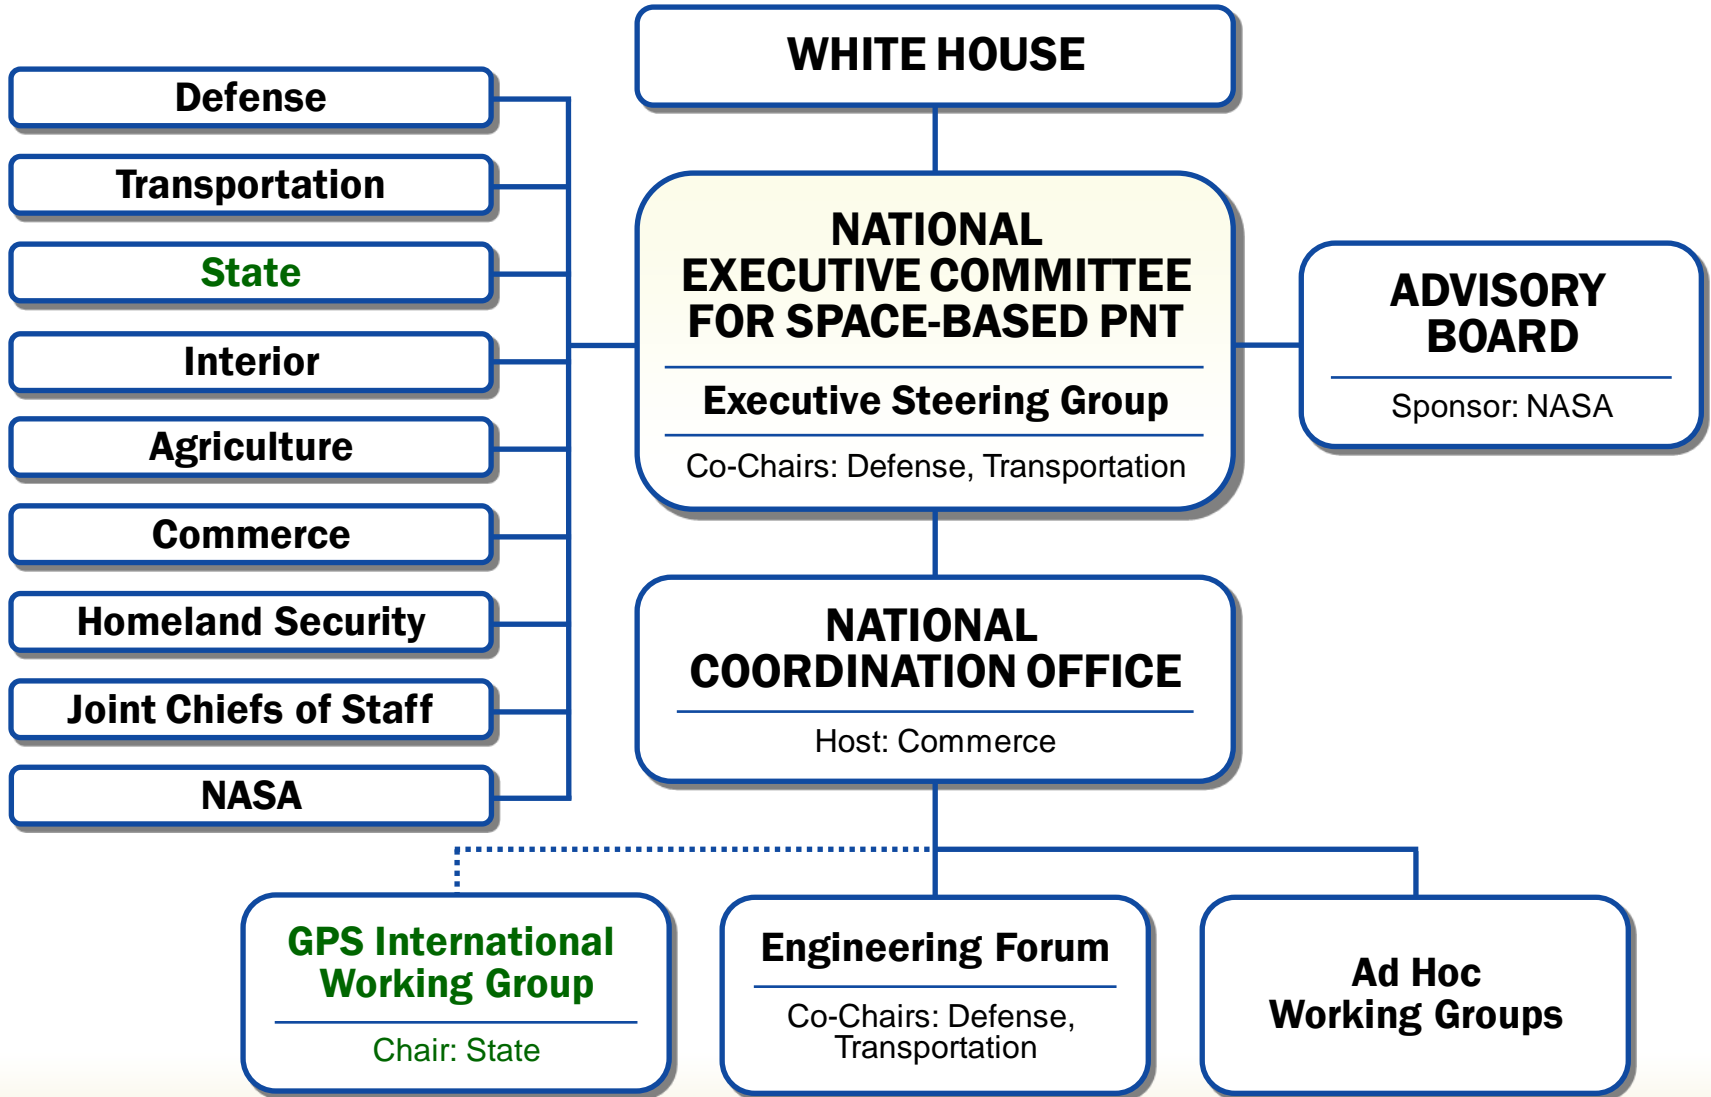 WHITE HOUSE
Defense
Transportation
State
Interior
Agriculture
Commerce
Homeland Security
Joint Chiefs of Staff
NASA
NATIONAL
EXECUTIVE COMMITTEE
FOR SPACE-BASED PNT
Executive Steering Group
Co-Chairs: Defense, Transportation
ADVISORY
BOARD
Sponsor: NASA
NATIONAL
COORDINATION OFFICE
Host: Commerce
GPS International
Working Group
Chair: State
Engineering Forum
Co-Chairs: Defense,
Transportation
Ad Hoc
Working Groups